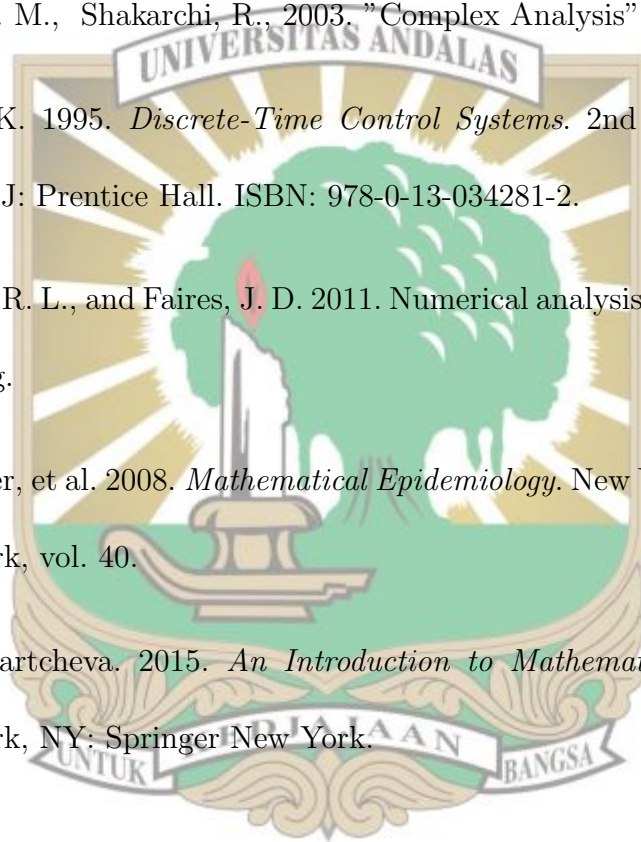 . M., Shakarchi, R., 2003. ”Complex Analysis”
UNIVERSITAS ANDALAS
K. 1995. Discrete-Time Control Systems. 2nd
J: Prentice Hall. ISBN: 978-0-13-034281-2.
R. L., and Faires, J. D. 2011. Numerical analysis
g.
er, et al. 2008. Mathematical Epidemiology. New
rk, vol. 40.
artcheva. 2015. An Introduction to Mathemat
rk, NY: Springer New York.
UNTUK KEDJAJAAN BANGSA